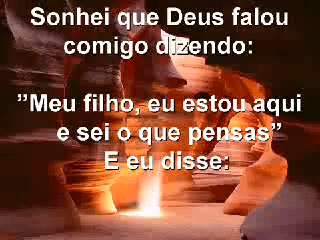 Sonhei que Deus falou
comigo dizendo:
”Meu filho, eu estou aqui
e sei o que pensas”
E eu disse: